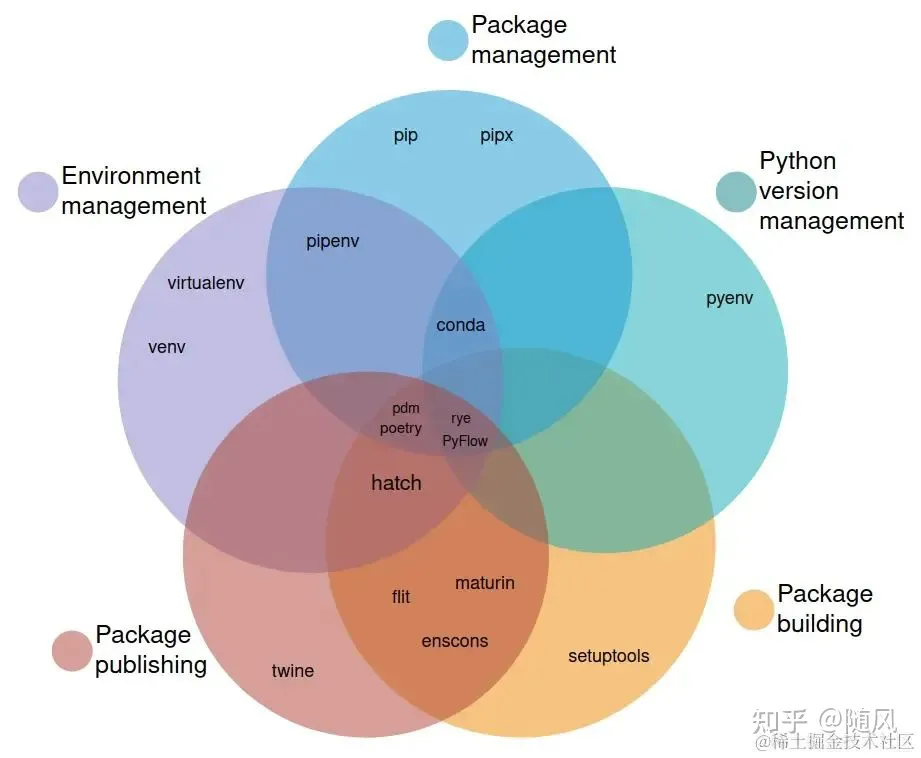 Package
management
pip
pipx
Environment
management
Python
version
management
pipenv
virtualenv
pyenv
conda
venv
pdm
poetry
rye
PyFlow
hatch
flit
maturin
enscons
Package
building
Package
publishing
setuptools
twine
知乎 @随风
@稀土掘金技术社区